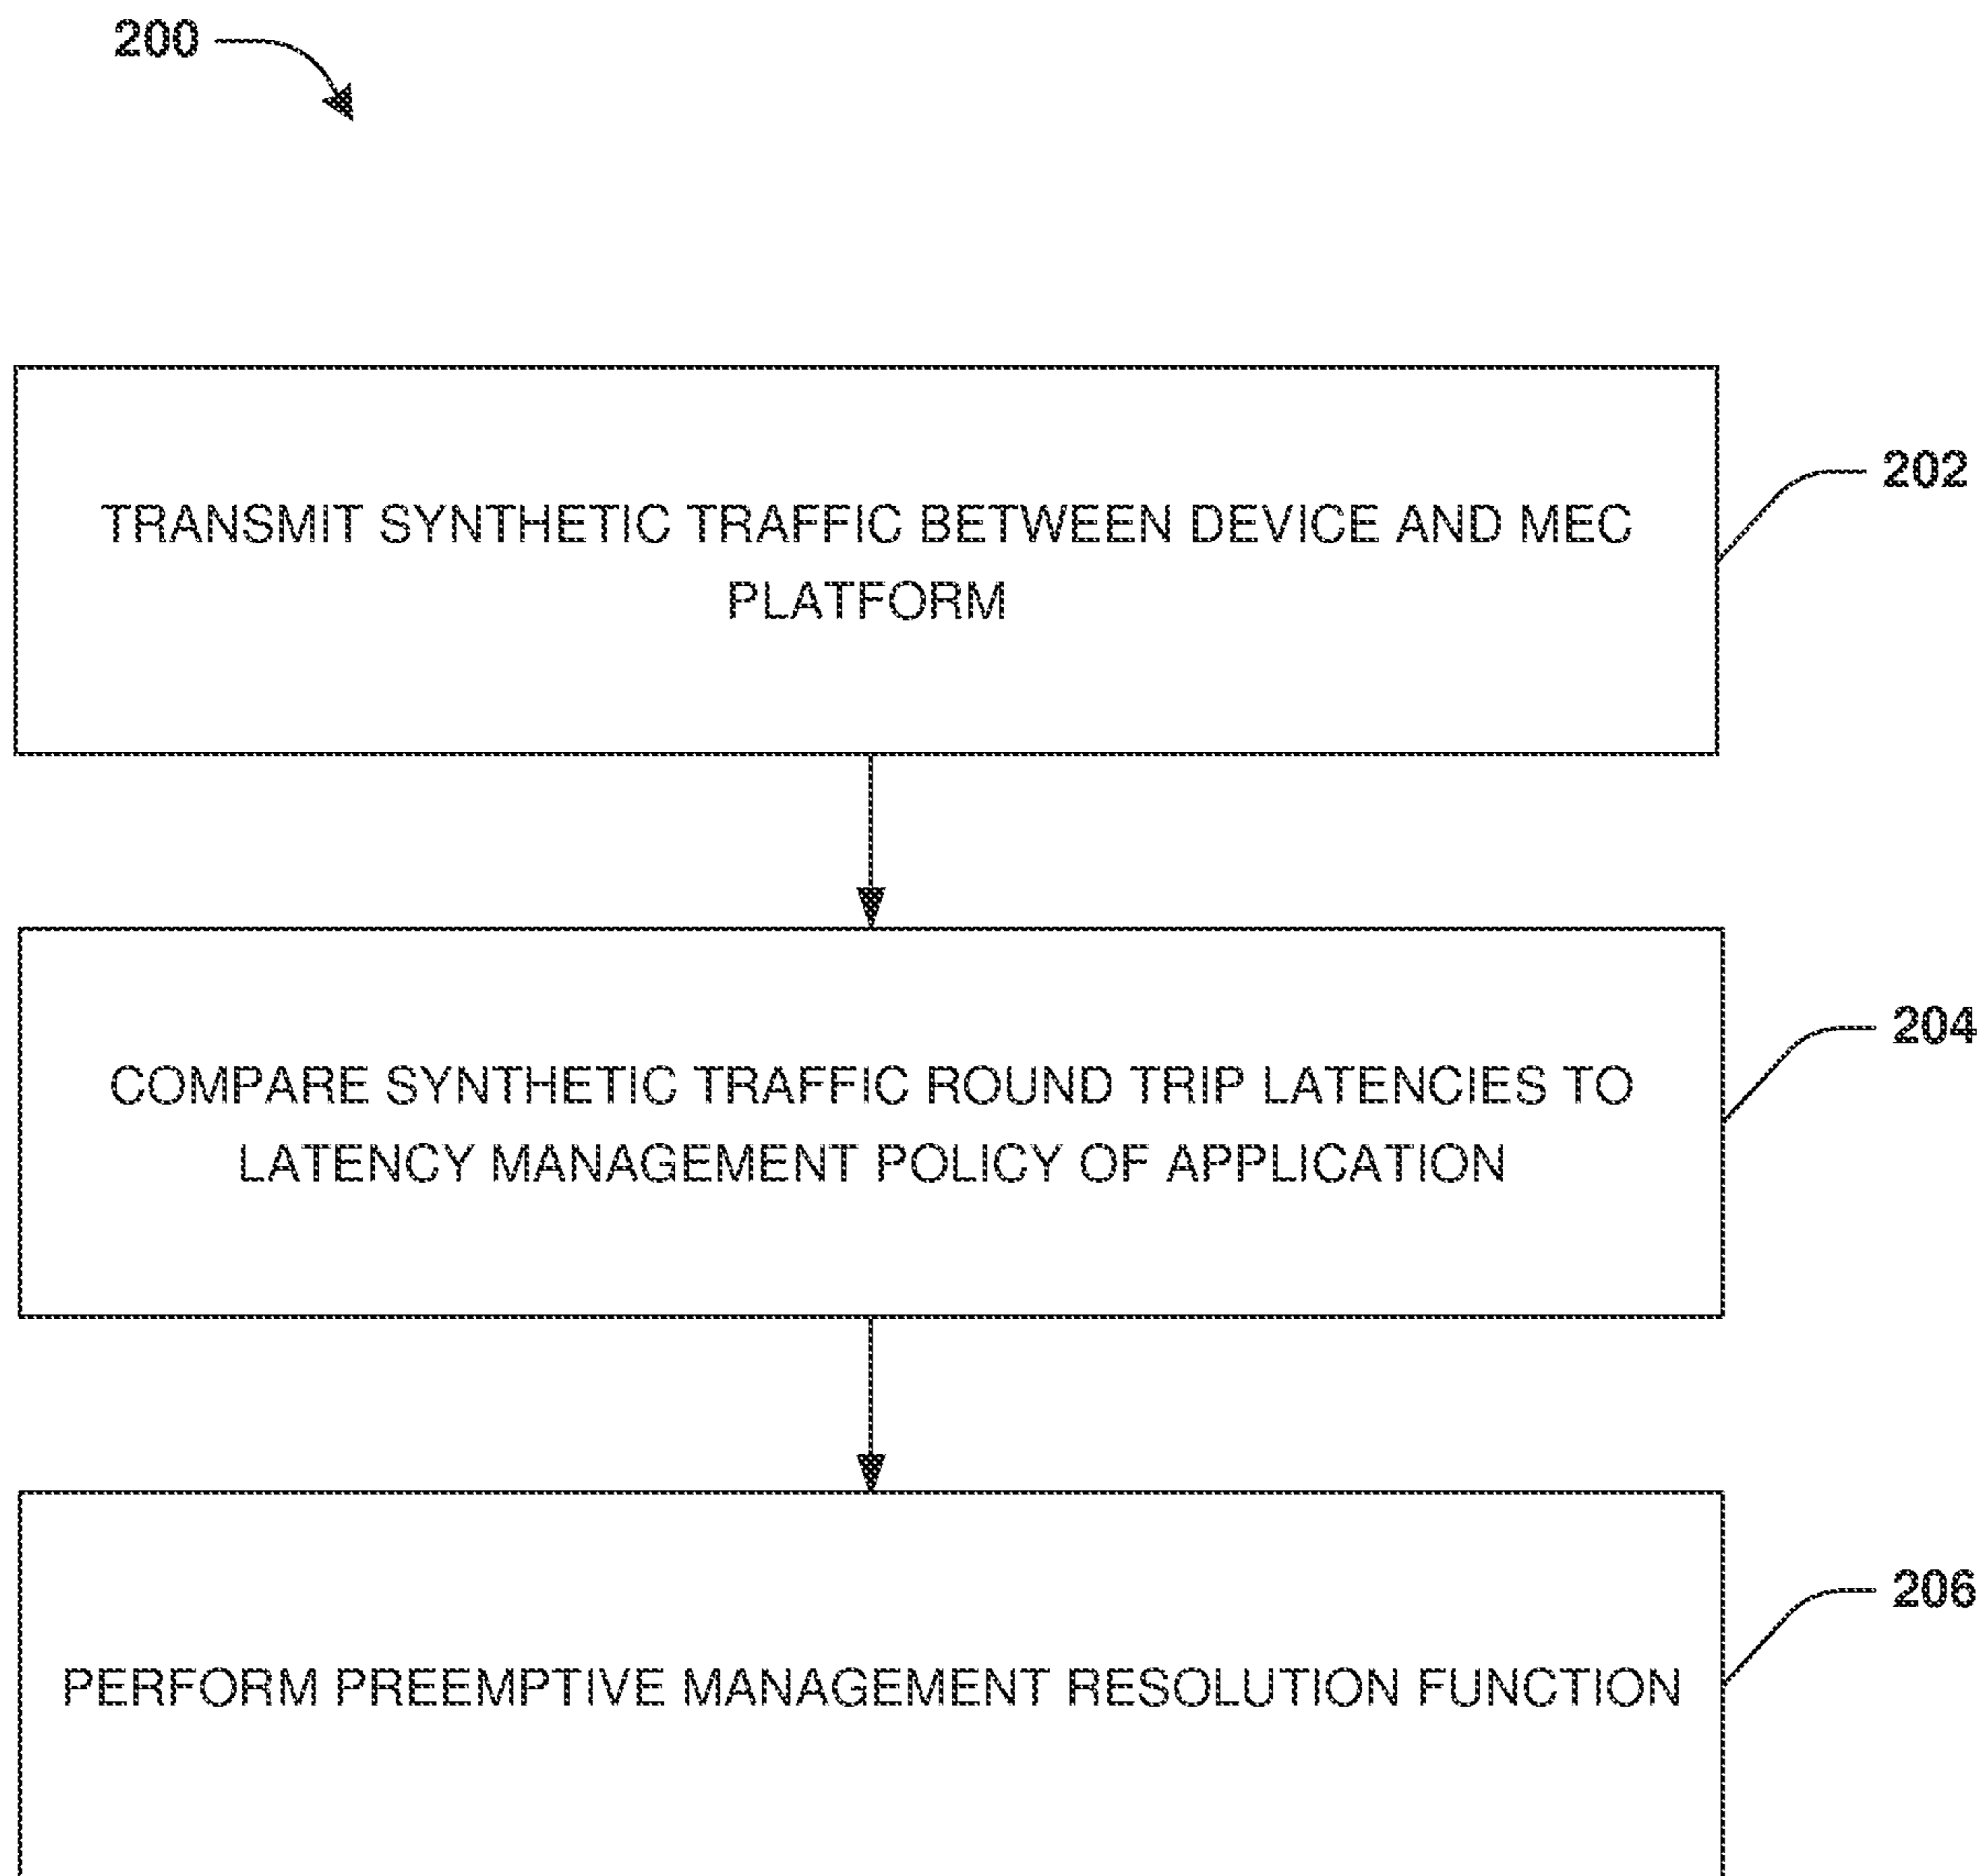 200
TRANSMIT SYNTHETIC TRAFFIC BETWEEN DEVICE AND MEC
PLATFORM
202
COMPARE SYNTHETIC TRAFFIC ROUND TRIP LATENCIES TO
LATENCY MANAGEMENT POLICY OF APPLICATION
204
PERFORM PREEMPTIVE MANAGEMENT RESOLUTION FUNCTION
206